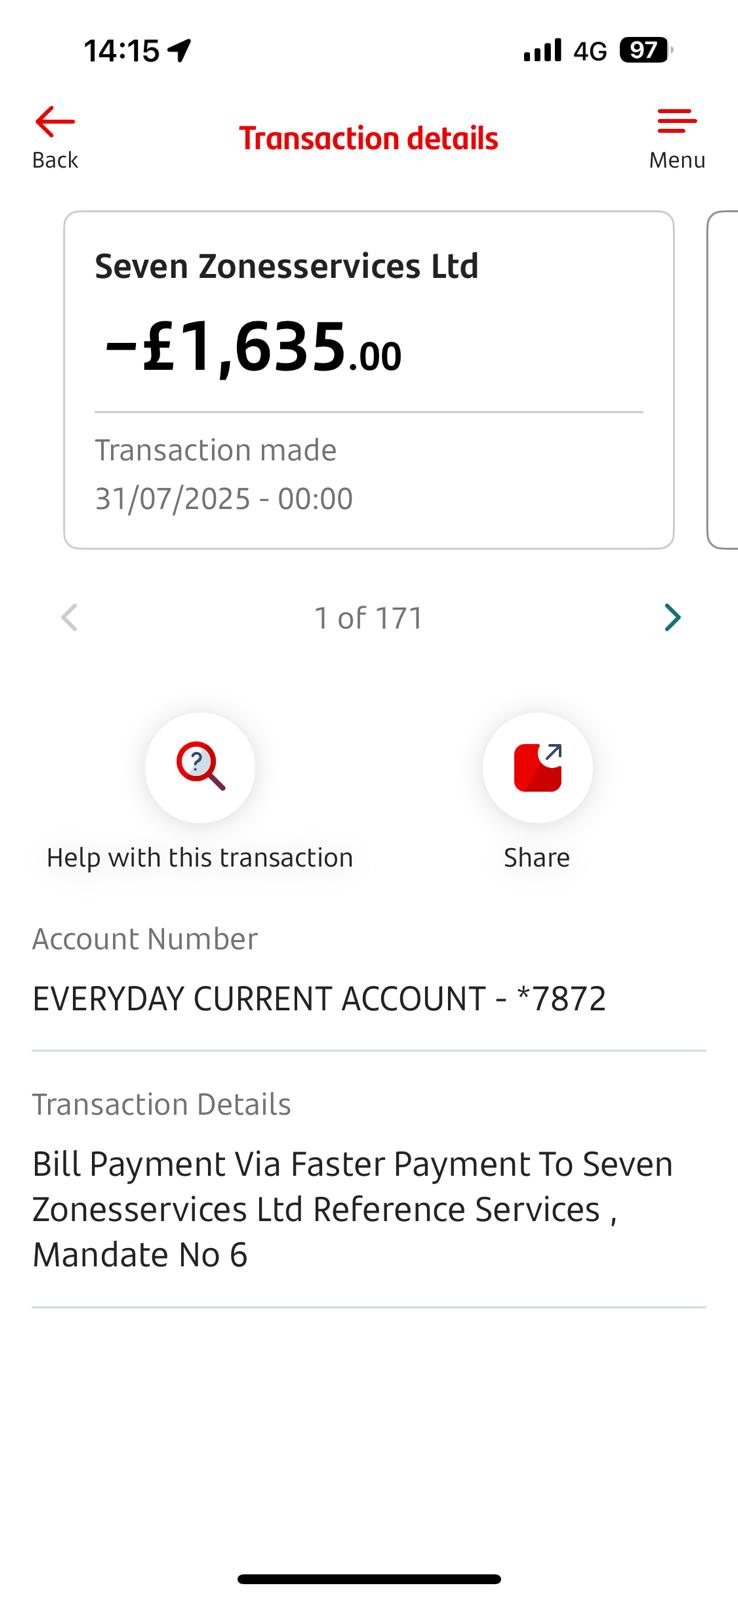 14:15
4G 97
Back
Transaction details
Menu
Seven Zonesservices Ltd
-£1,635.00
Transaction made
31/07/2025 - 00:00
1 of 171
?
Help with this transaction
Share
Account Number
EVERYDAY CURRENT ACCOUNT - *7872
Transaction Details
Bill Payment Via Faster Payment To Seven
Zonesservices Ltd Reference Services ,
Mandate No 6